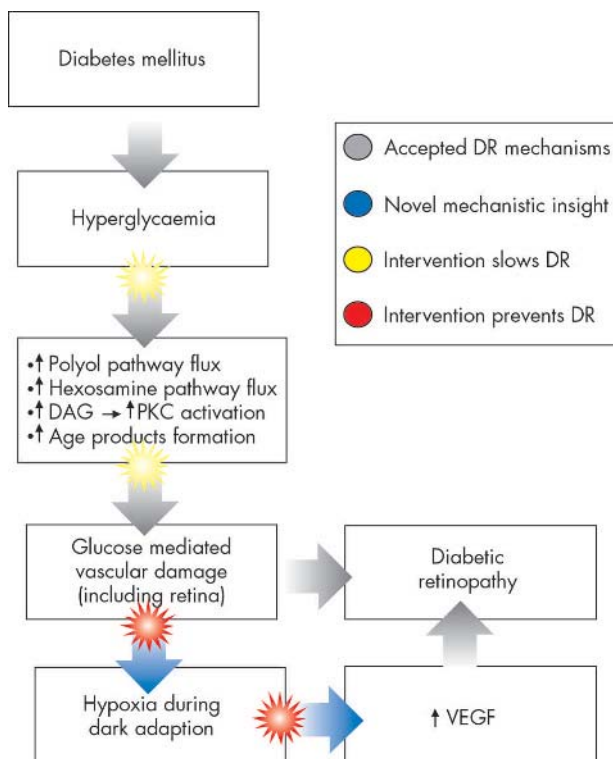 Diabetes mellitus
Hyperglycaemia
•↑ Polyol pathway flux
•↑ Hexosamine pathway flux
•↑ DAG → ↑PKC activation
•↑ Age products formation
Glucose mediated
vascular damage
(including retina)
Hypoxia during
dark adaption
Accepted DR mechanisms
Novel mechanistic insight
Intervention slows DR
Intervention prevents DR
Diabetic
retinopathy
↑ VEGF